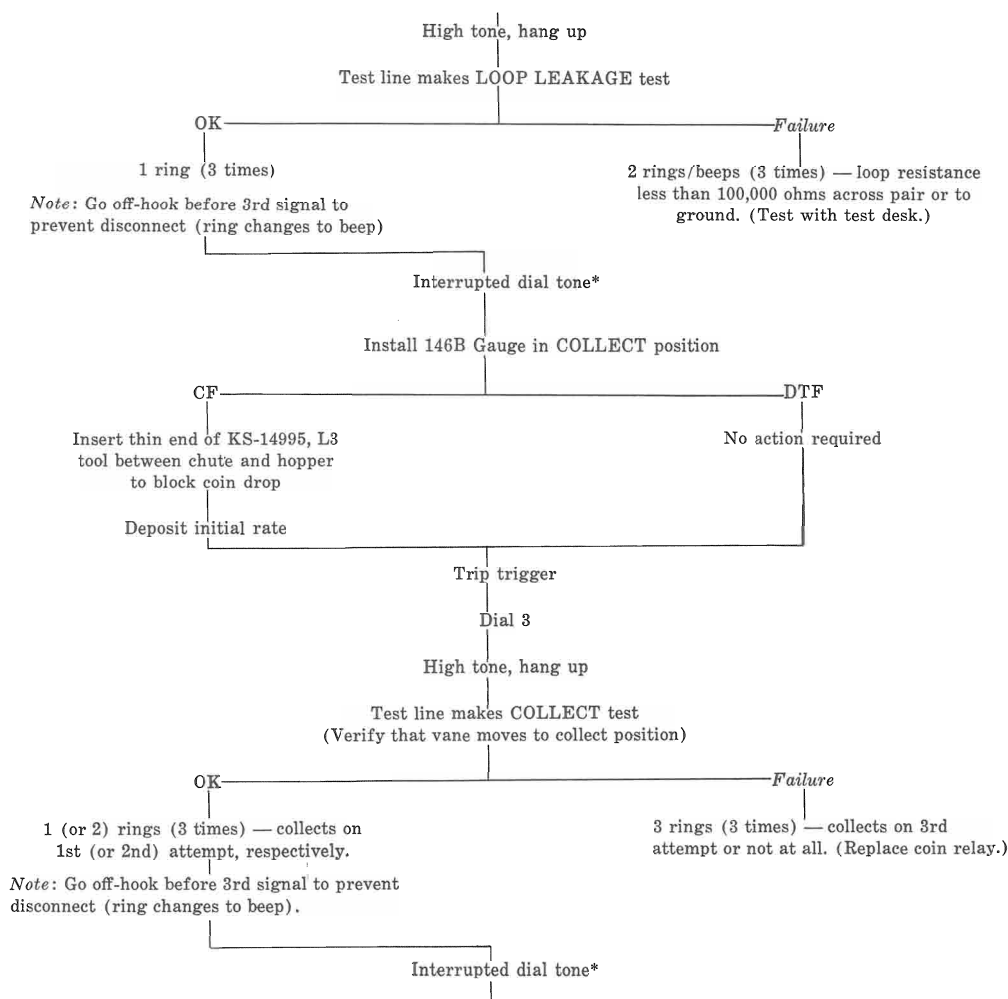 High tone, hang up
Test line makes LOOP LEAKAGE test
OK
Failure
1 ring (3 times)
Note: Go off-hook before 3rd signal to
prevent disconnect (ring changes to beep)
2 rings/beeps (3 times) — loop resistance
less than 100,000 ohms across pair or to
ground. (Test with test desk.)
Interrupted dial tone*
Install 146B Gauge in COLLECT position
CF
DTF
Insert thin end of KS-14995, L3
tool between chute and hopper
to block coin drop
No action required
Deposit initial rate
Trip trigger
Dial 3
High tone, hang up
Test line makes COLLECT test
(Verify that vane moves to collect position)
OK
Failure
1 (or 2) rings (3 times) — collects on
1st (or 2nd) attempt, respectively.
Note: Go off-hook before 3rd signal to prevent
disconnect (ring changes to beep).
3 rings (3 times) — collects on 3rd
attempt or not at all. (Replace coin relay.)
Interrupted dial tone*